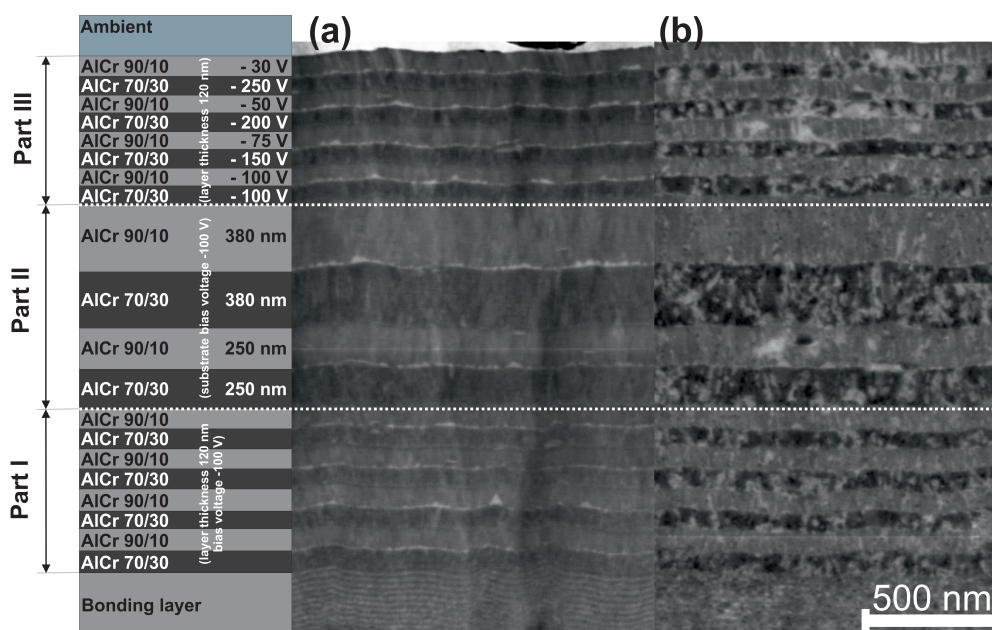 Ambient
(a)
(b)
Part III
AlCr 90/10 - 30 V
AlCr 70/30 - 250 V
AlCr 90/10 - 50 V
AlCr 70/30 - 200 V
AlCr 90/10 - 75 V
AlCr 70/30 - 150 V
AlCr 90/10 - 100 V
AlCr 70/30 - 100 V
(layer thickness 120 nm)
Part II
AlCr 90/10 380 nm
AlCr 70/30 380 nm
AlCr 90/10 250 nm
AlCr 70/30 250 nm
(substrate bias voltage -100 V)
Part I
AlCr 90/10
AlCr 70/30
AlCr 90/10
AlCr 70/30
AlCr 90/10
AlCr 70/30
AlCr 90/10
AlCr 70/30
(layer thickness 120 nm
bias voltage -100 V)
Bonding layer
500 nm